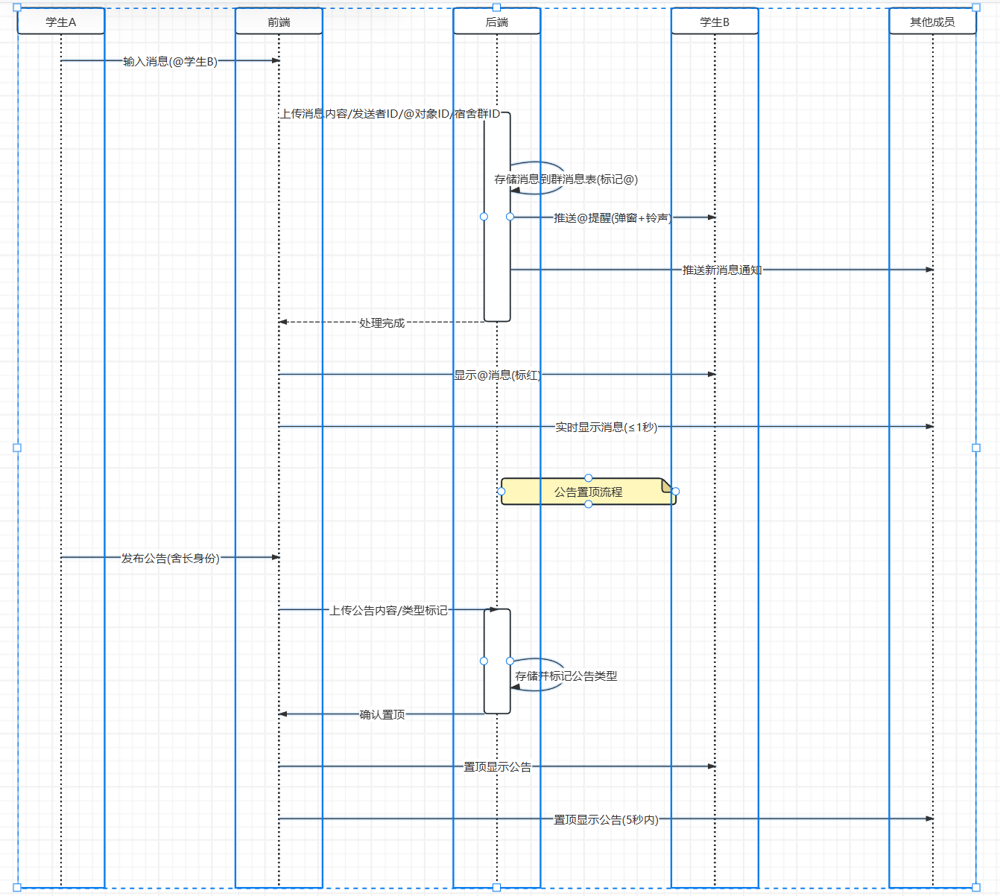 学生A
前端
后端
学生B
其他成员
输入消息(@学生B)
上传消息内容/发送者ID/@对象ID/宿舍群ID
存储消息到群消息表(标记@)
推送@提醒(弹窗+铃声)
推送新消息通知
处理完成
显示@消息(标红)
实时显示消息(≤1秒)
公告置顶流程
发布公告(舍长身份)
上传公告内容/类型标记
存储并标记公告类型
确认置顶
置顶显示公告
置顶显示公告(5秒内)